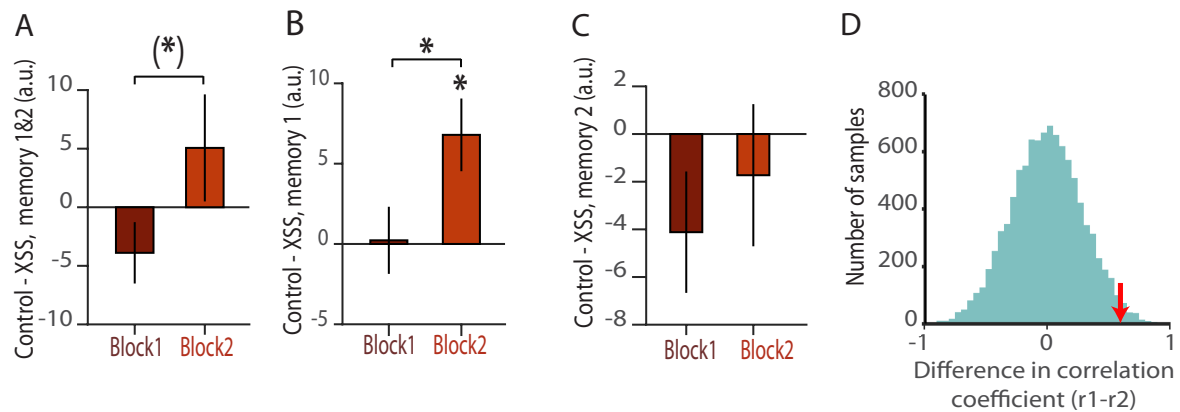 A
Control - XSS, memory 1&2 (a.u.)
(*)
10
5
0
-5
-10
Block1
Block2
B
Control - XSS, memory 1 (a.u.)
*
*
10
5
0
-5
Block1
Block2
C
Control - XSS, memory 2 (a.u.)
2
0
-2
-4
-6
-8
Block1
Block2
D
Number of samples
800
600
400
200
0
-1
0
1
Difference in correlation
coefficient (r1-r2)